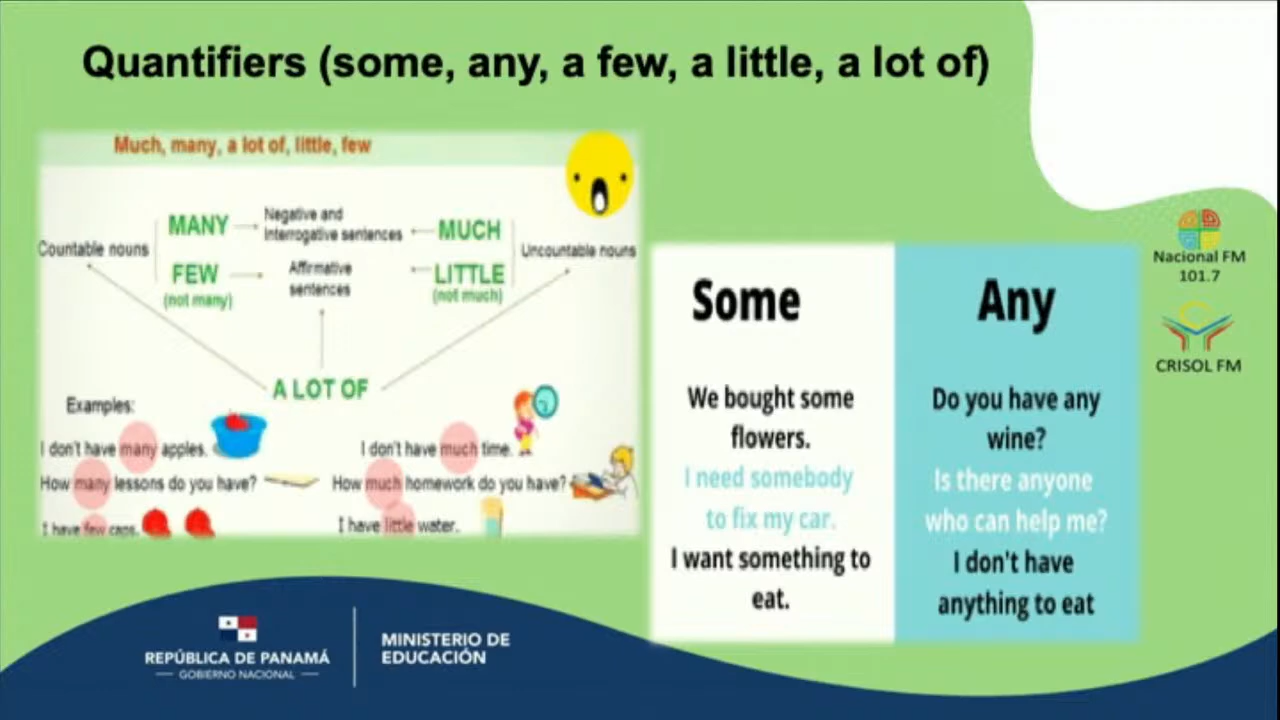 Quantifiers (some, any, a few, a little, a lot of)
Much, many, a lot of, little, few
Countable nouns
MANY
FEW
(not many)
Negative and
Interrogative sentences
Affirmative
sentences
MUCH
LITTLE
(not much)
Uncountable nouns
A LOT OF
Examples:
I don't have many apples.
How many lessons do you have?
I have few caps.
I don't have much time.
How much homework do you have?
I have little water.
Some
We bought some
flowers.
I need somebody
to fix my car.
I want something to
eat.
Any
Do you have any
wine?
Is there anyone
who can help me?
I don't have
anything to eat
Nacional FM
101.7
CRISOL FM
REPÚBLICA DE PANAMÁ
— GOBIERNO NACIONAL —
MINISTERIO DE
EDUCACIÓN